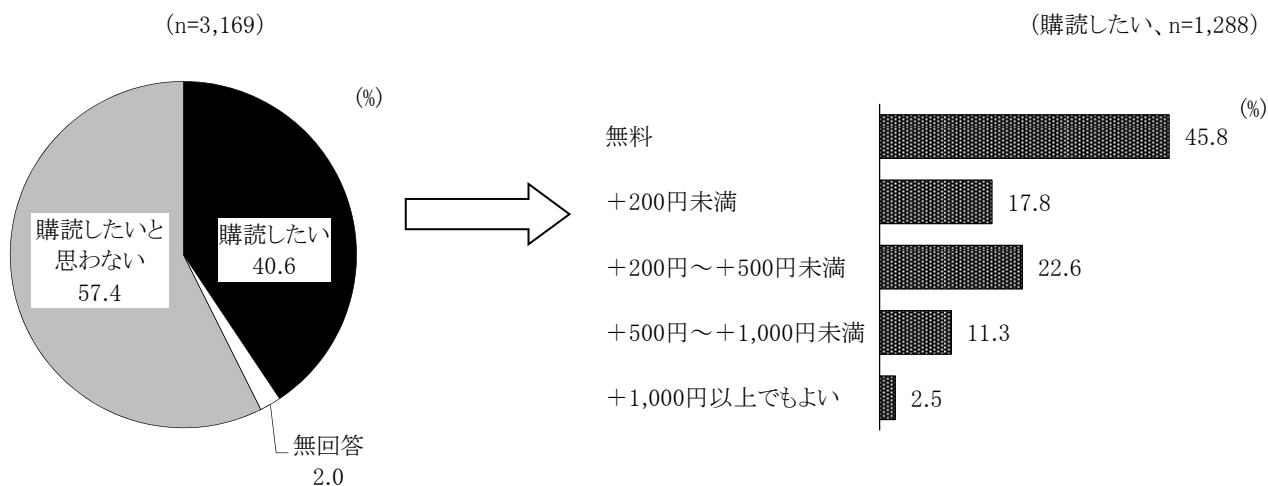 (n=3,169)
(%)
購読したいと
思わない
57.4
購読したい
40.6
無回答
2.0
(購読したい、n=1,288)
(%)
無料
45.8
+200円未満
17.8
+200円～+500円未満
22.6
+500円～+1,000円未満
11.3
+1,000円以上でもよい
2.5